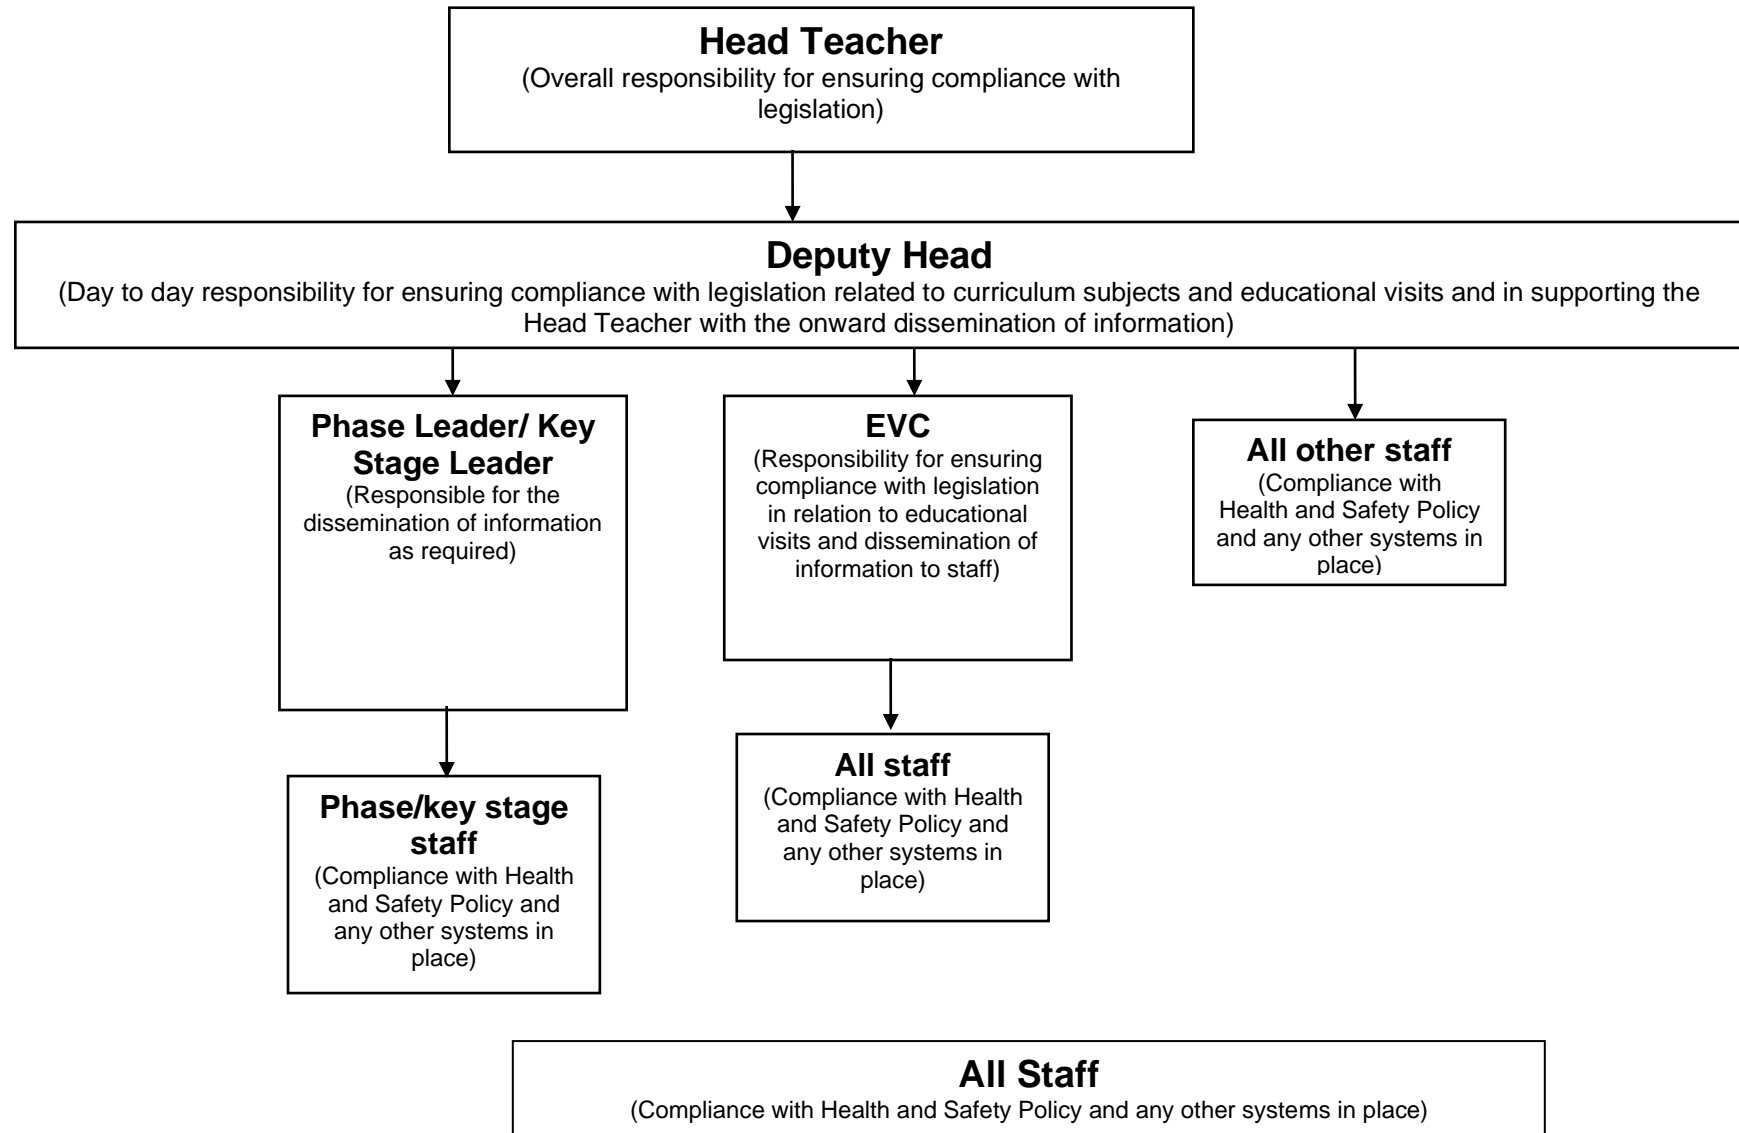 Head Teacher
(Overall responsibility for ensuring compliance with
legislation)
Deputy Head
(Day to day responsibility for ensuring compliance with legislation related to curriculum subjects and educational visits and in supporting the
Head Teacher with the onward dissemination of information)
Phase Leader/ Key
Stage Leader
(Responsible for the
dissemination of information
as required)
EVC
(Responsibility for ensuring
compliance with legislation
in relation to educational
visits and dissemination of
information to staff)
All other staff
(Compliance with
Health and Safety Policy
and any other systems in
place)
Phase/key stage
staff
(Compliance with Health
and Safety Policy and
any other systems in
place)
All staff
(Compliance with Health
and Safety Policy and
any other systems in
place)
All Staff
(Compliance with Health and Safety Policy and any other systems in place)